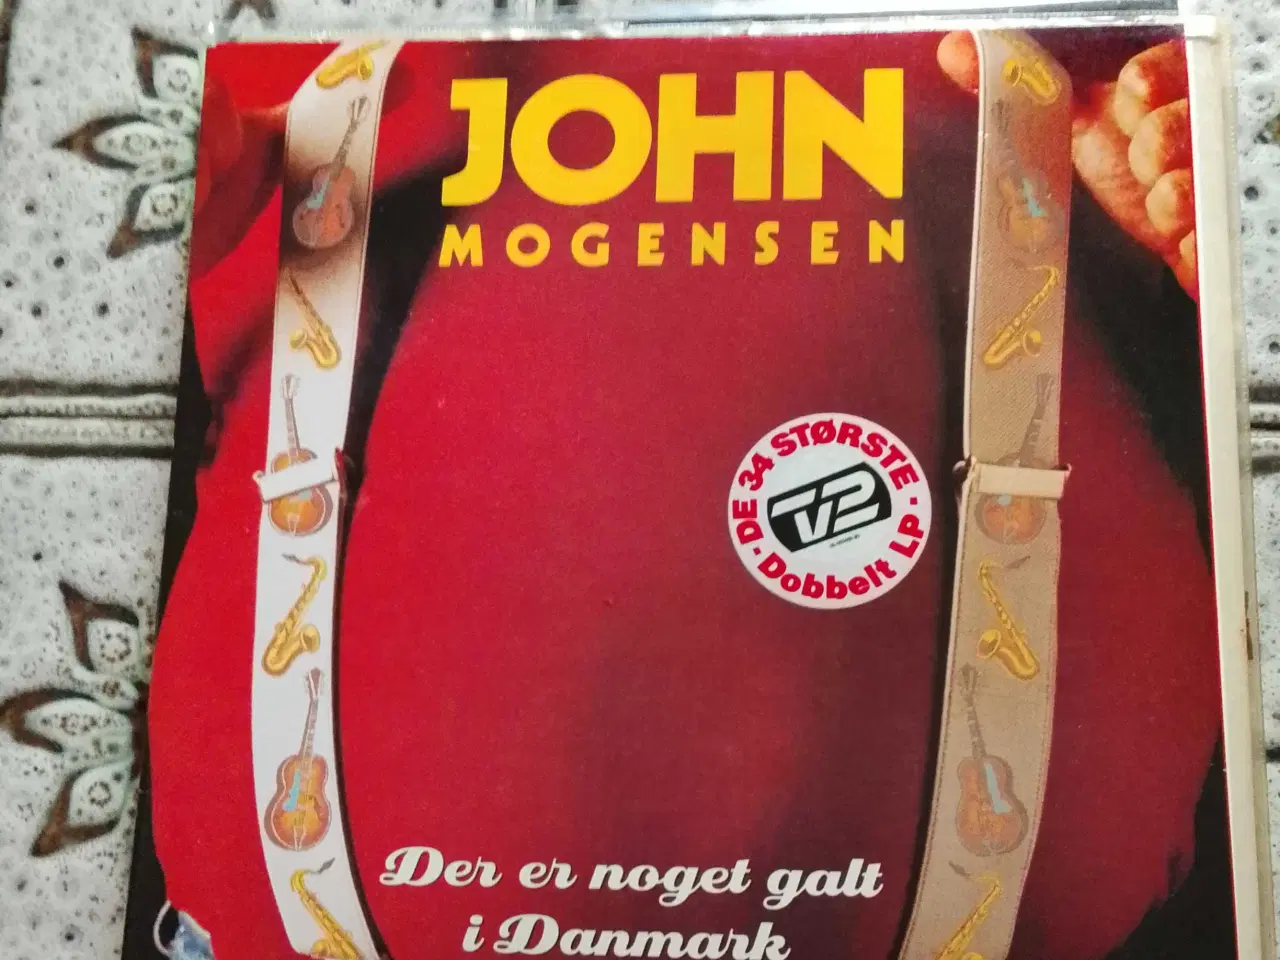 JOHN
MOGENSEN
· DE 34 STØRSTE ·
TV2
Dobbelt LP
Der er noget galt
i Danmark